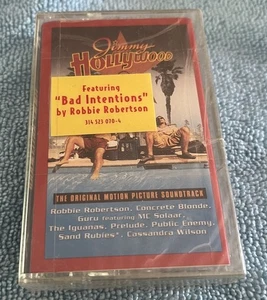 Jimmy
Hollywood
Featuring
"Bad Intentions"
by Robbie Robertson
314 523 070-4
THE ORIGINAL MOTION PICTURE SOUNDTRACK
Robbie Robertson, Concrete Blonde,
Guru featuring MC Solaar,
The Iguanas, Prelude, Public Enemy,
Sand Rubies*, Cassandra Wilson